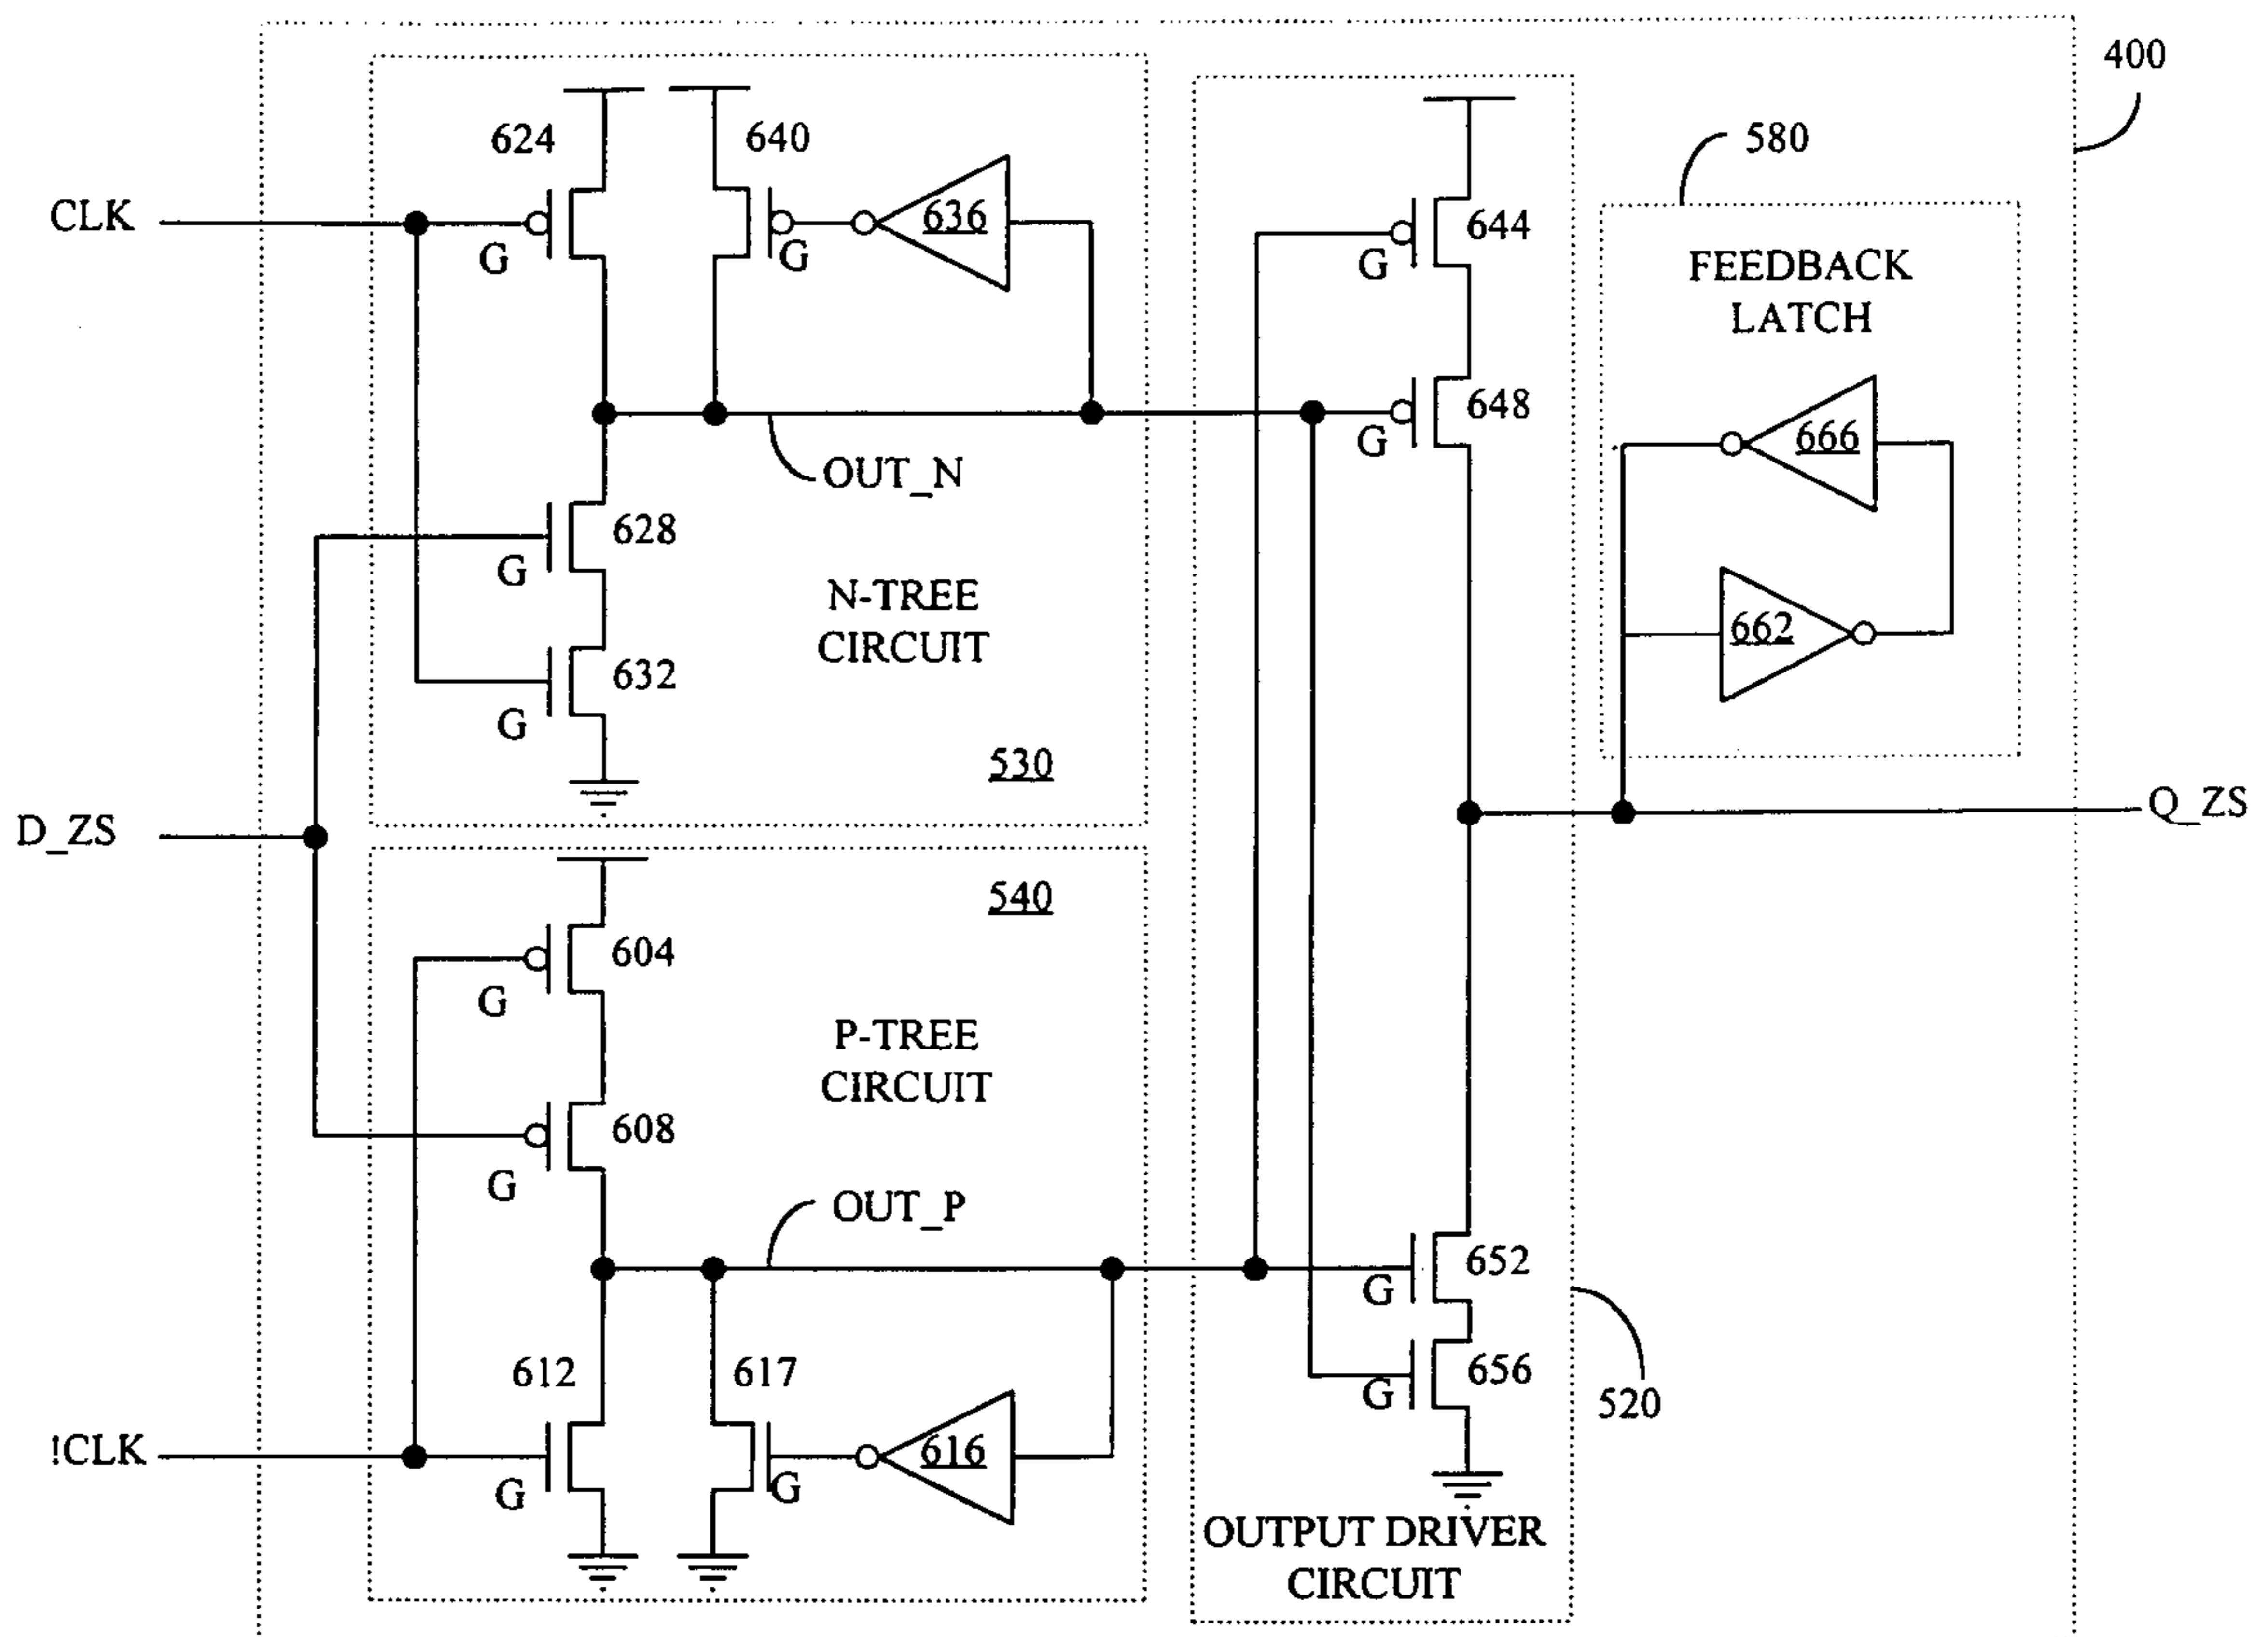 400
624
640
580
CLK
G
636
G
644
G
FEEDBACK
LATCH
648
G
666
OUT_N
628
G
N-TREE
CIRCUIT
662
632
G
530
D_ZS
Q_ZS
540
604
G
P-TREE
CIRCUIT
608
G
OUT_P
652
G
612
617
656
G
520
!CLK
G
616
G
OUTPUT DRIVER
CIRCUIT